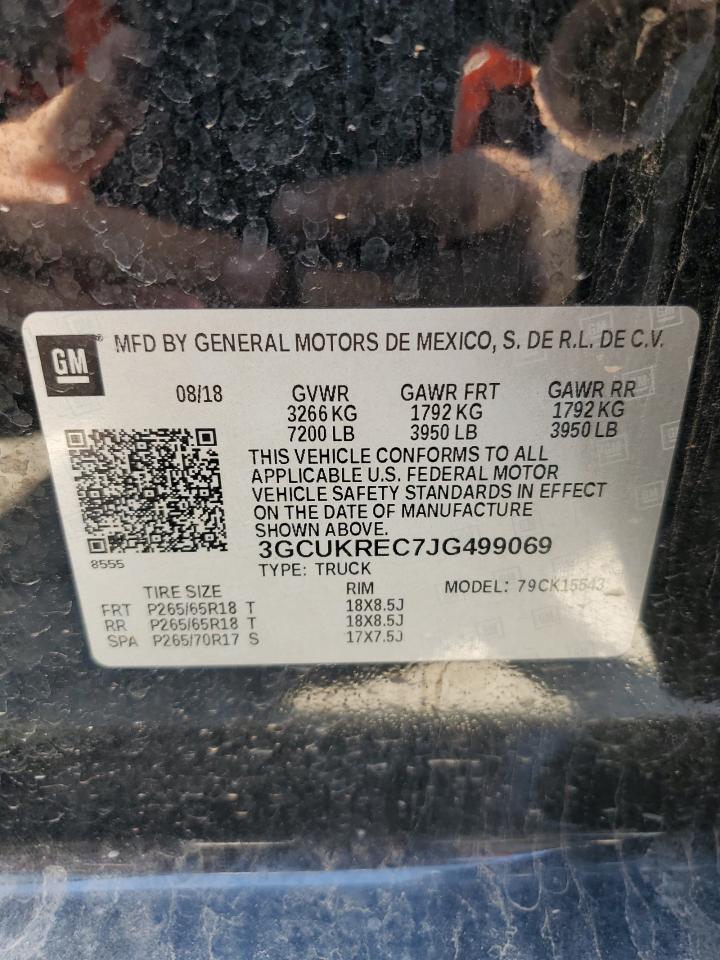 GM
MFD BY GENERAL MOTORS DE MEXICO, S. DE R.L. DE C.V.
08/18 GVWR GAWR FRT GAWR RR
3266 KG 1792 KG 1792 KG
7200 LB 3950 LB 3950 LB
THIS VEHICLE CONFORMS TO ALL
APPLICABLE U.S. FEDERAL MOTOR
VEHICLE SAFETY STANDARDS IN EFFECT
ON THE DATE OF MANUFACTURE
SHOWN ABOVE.
8555
3GCUKREC7JG499069
TYPE: TRUCK
TIRE SIZE RIM MODEL: 79CK15543
FRT P265/65R18 T 18X8.5J
RR P265/65R18 T 18X8.5J
SPA P265/70R17 S 17X7.5J